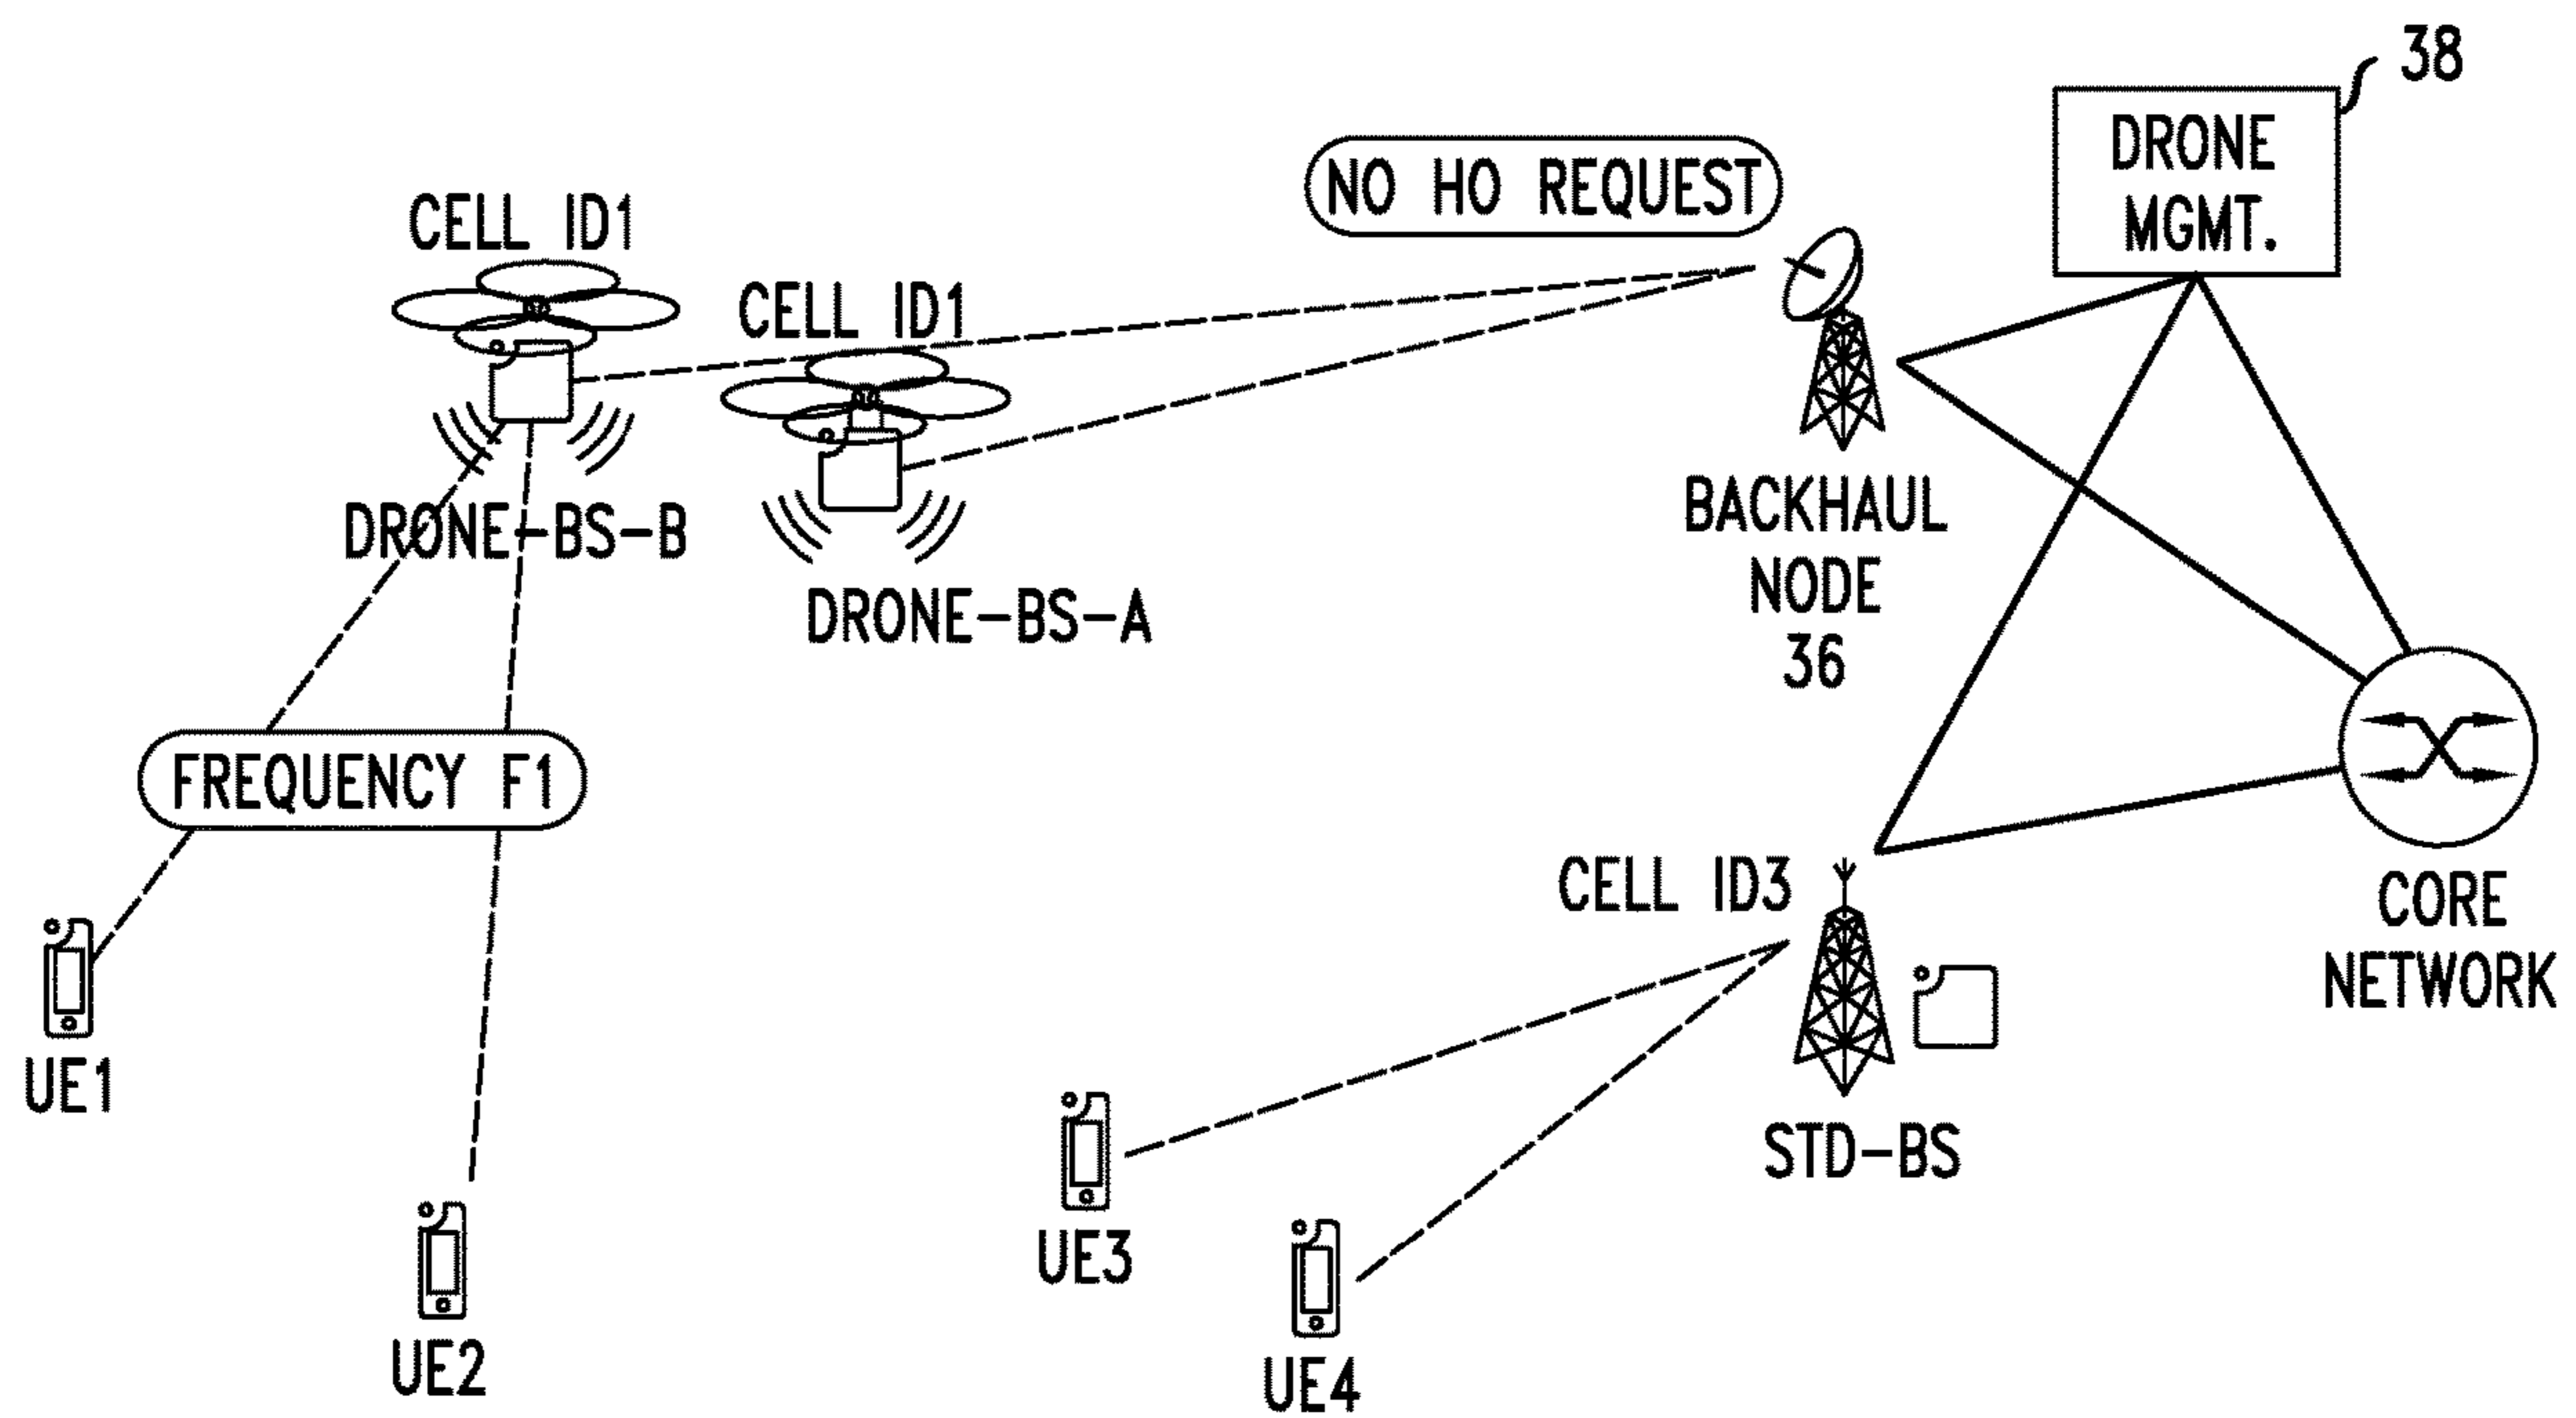 38
DRONE
MGMT.
NO HO REQUEST
CELL ID1
CELL ID1
DRONE-BS-B
DRONE-BS-A
BACKHAUL
NODE
36
FREQUENCY F1
CELL ID3
CORE
NETWORK
UE1
STD-BS
UE3
UE2
UE4